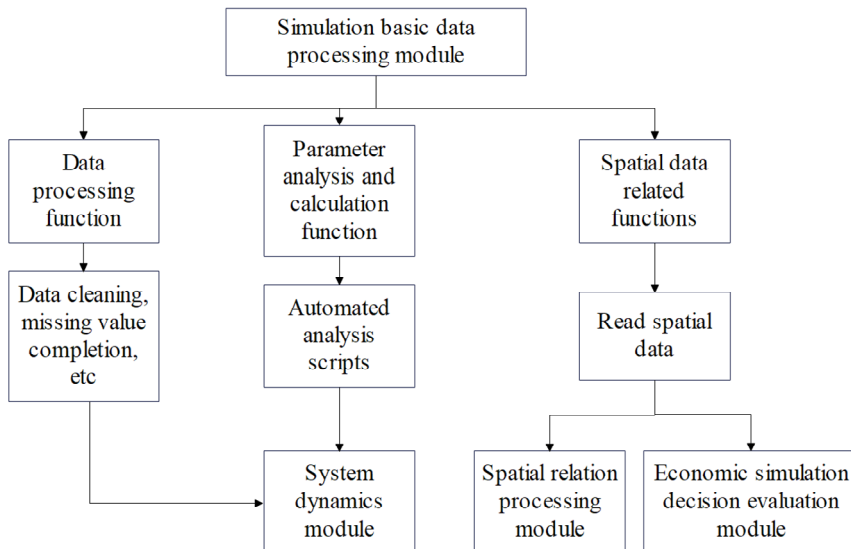 Simulation basic data
processing module
Data
processing
function
Parameter
analysis and
calculation
function
Spatial data
related
functions
Data cleaning,
missing value
completion,
etc
Automated
analysis
scripts
Read spatial
data
System
dynamics
module
Spatial relation
processing
module
Economic simulation
decision evaluation
module